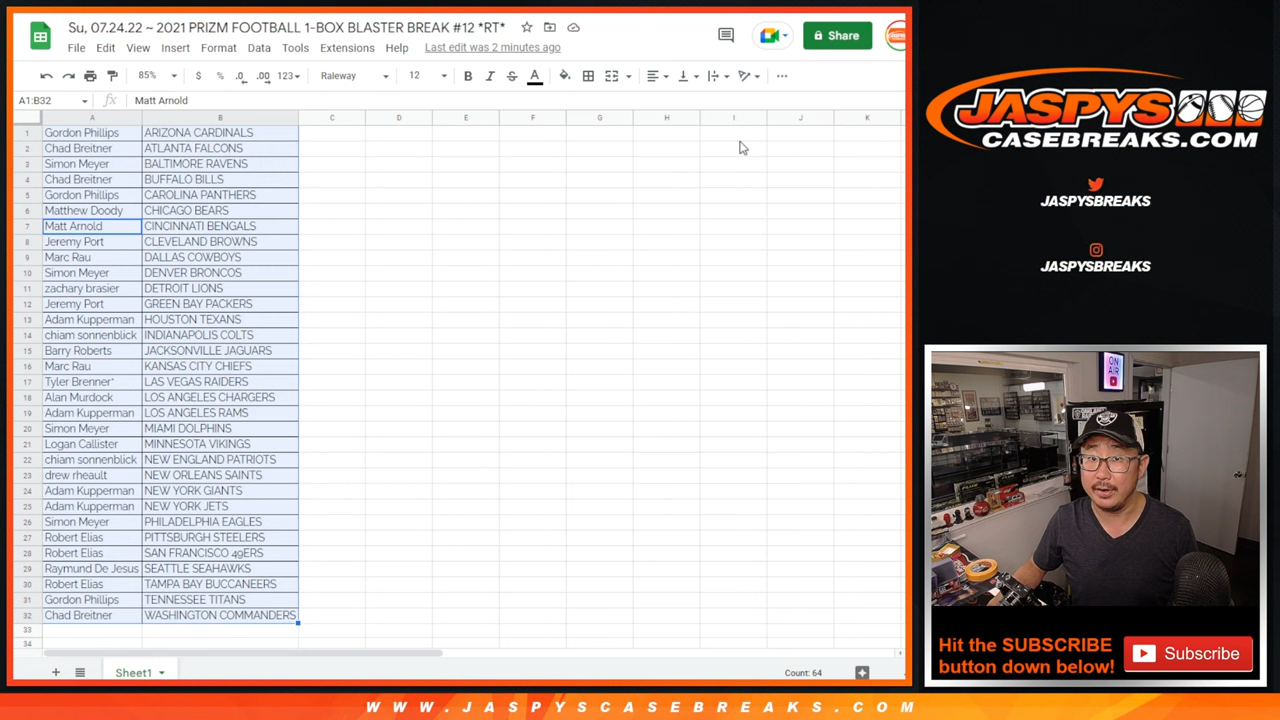 Su, 07.24.22 ~ 2021 PRIZM FOOTBALL 1-BOX BLASTER BREAK #12 *RT*
Share
File Edit View Insert Format Data Tools Extensions Help Last edit was 2 minutes ago
85% $ % .0 .00 123 Raleway 12 B I S A
A1:B32 fx Matt Arnold
A B C D E F G H I J K
1 Gordon Phillips ARIZONA CARDINALS
2 Chad Breitner ATLANTA FALCONS
3 Simon Meyer BALTIMORE RAVENS
4 Chad Breitner BUFFALO BILLS
5 Gordon Phillips CAROLINA PANTHERS
6 Matthew Doody CHICAGO BEARS
7 Matt Arnold CINCINNATI BENGALS
8 Jeremy Port CLEVELAND BROWNS
9 Marc Rau DALLAS COWBOYS
10 Simon Meyer DENVER BRONCOS
11 zachary brasier DETROIT LIONS
12 Jeremy Port GREEN BAY PACKERS
13 Adam Kupperman HOUSTON TEXANS
14 chiam sonnenblick INDIANAPOLIS COLTS
15 Barry Roberts JACKSONVILLE JAGUARS
16 Marc Rau KANSAS CITY CHIEFS
17 Tyler Brenner* LAS VEGAS RAIDERS
18 Alan Murdock LOS ANGELES CHARGERS
19 Adam Kupperman LOS ANGELES RAMS
20 Simon Meyer MIAMI DOLPHINS
21 Logan Callister MINNESOTA VIKINGS
22 chiam sonnenblick NEW ENGLAND PATRIOTS
23 drew rheault NEW ORLEANS SAINTS
24 Adam Kupperman NEW YORK GIANTS
25 Adam Kupperman NEW YORK JETS
26 Simon Meyer PHILADELPHIA EAGLES
27 Robert Elias PITTSBURGH STEELERS
28 Robert Elias SAN FRANCISCO 49ERS
29 Raymund De Jesus SEATTLE SEAHAWKS
30 Robert Elias TAMPA BAY BUCCANEERS
31 Gordon Phillips TENNESSEE TITANS
32 Chad Breitner WASHINGTON COMMANDERS
33
34
Sheet1
Count: 64
JASPYS
CASEBREAKS.COM
JASPYSBREAKS
JASPYSBREAKS
ON
AIR
Hit the SUBSCRIBE
button down below!
Subscribe
WWW.JASPYSCASEBREAKS.COM